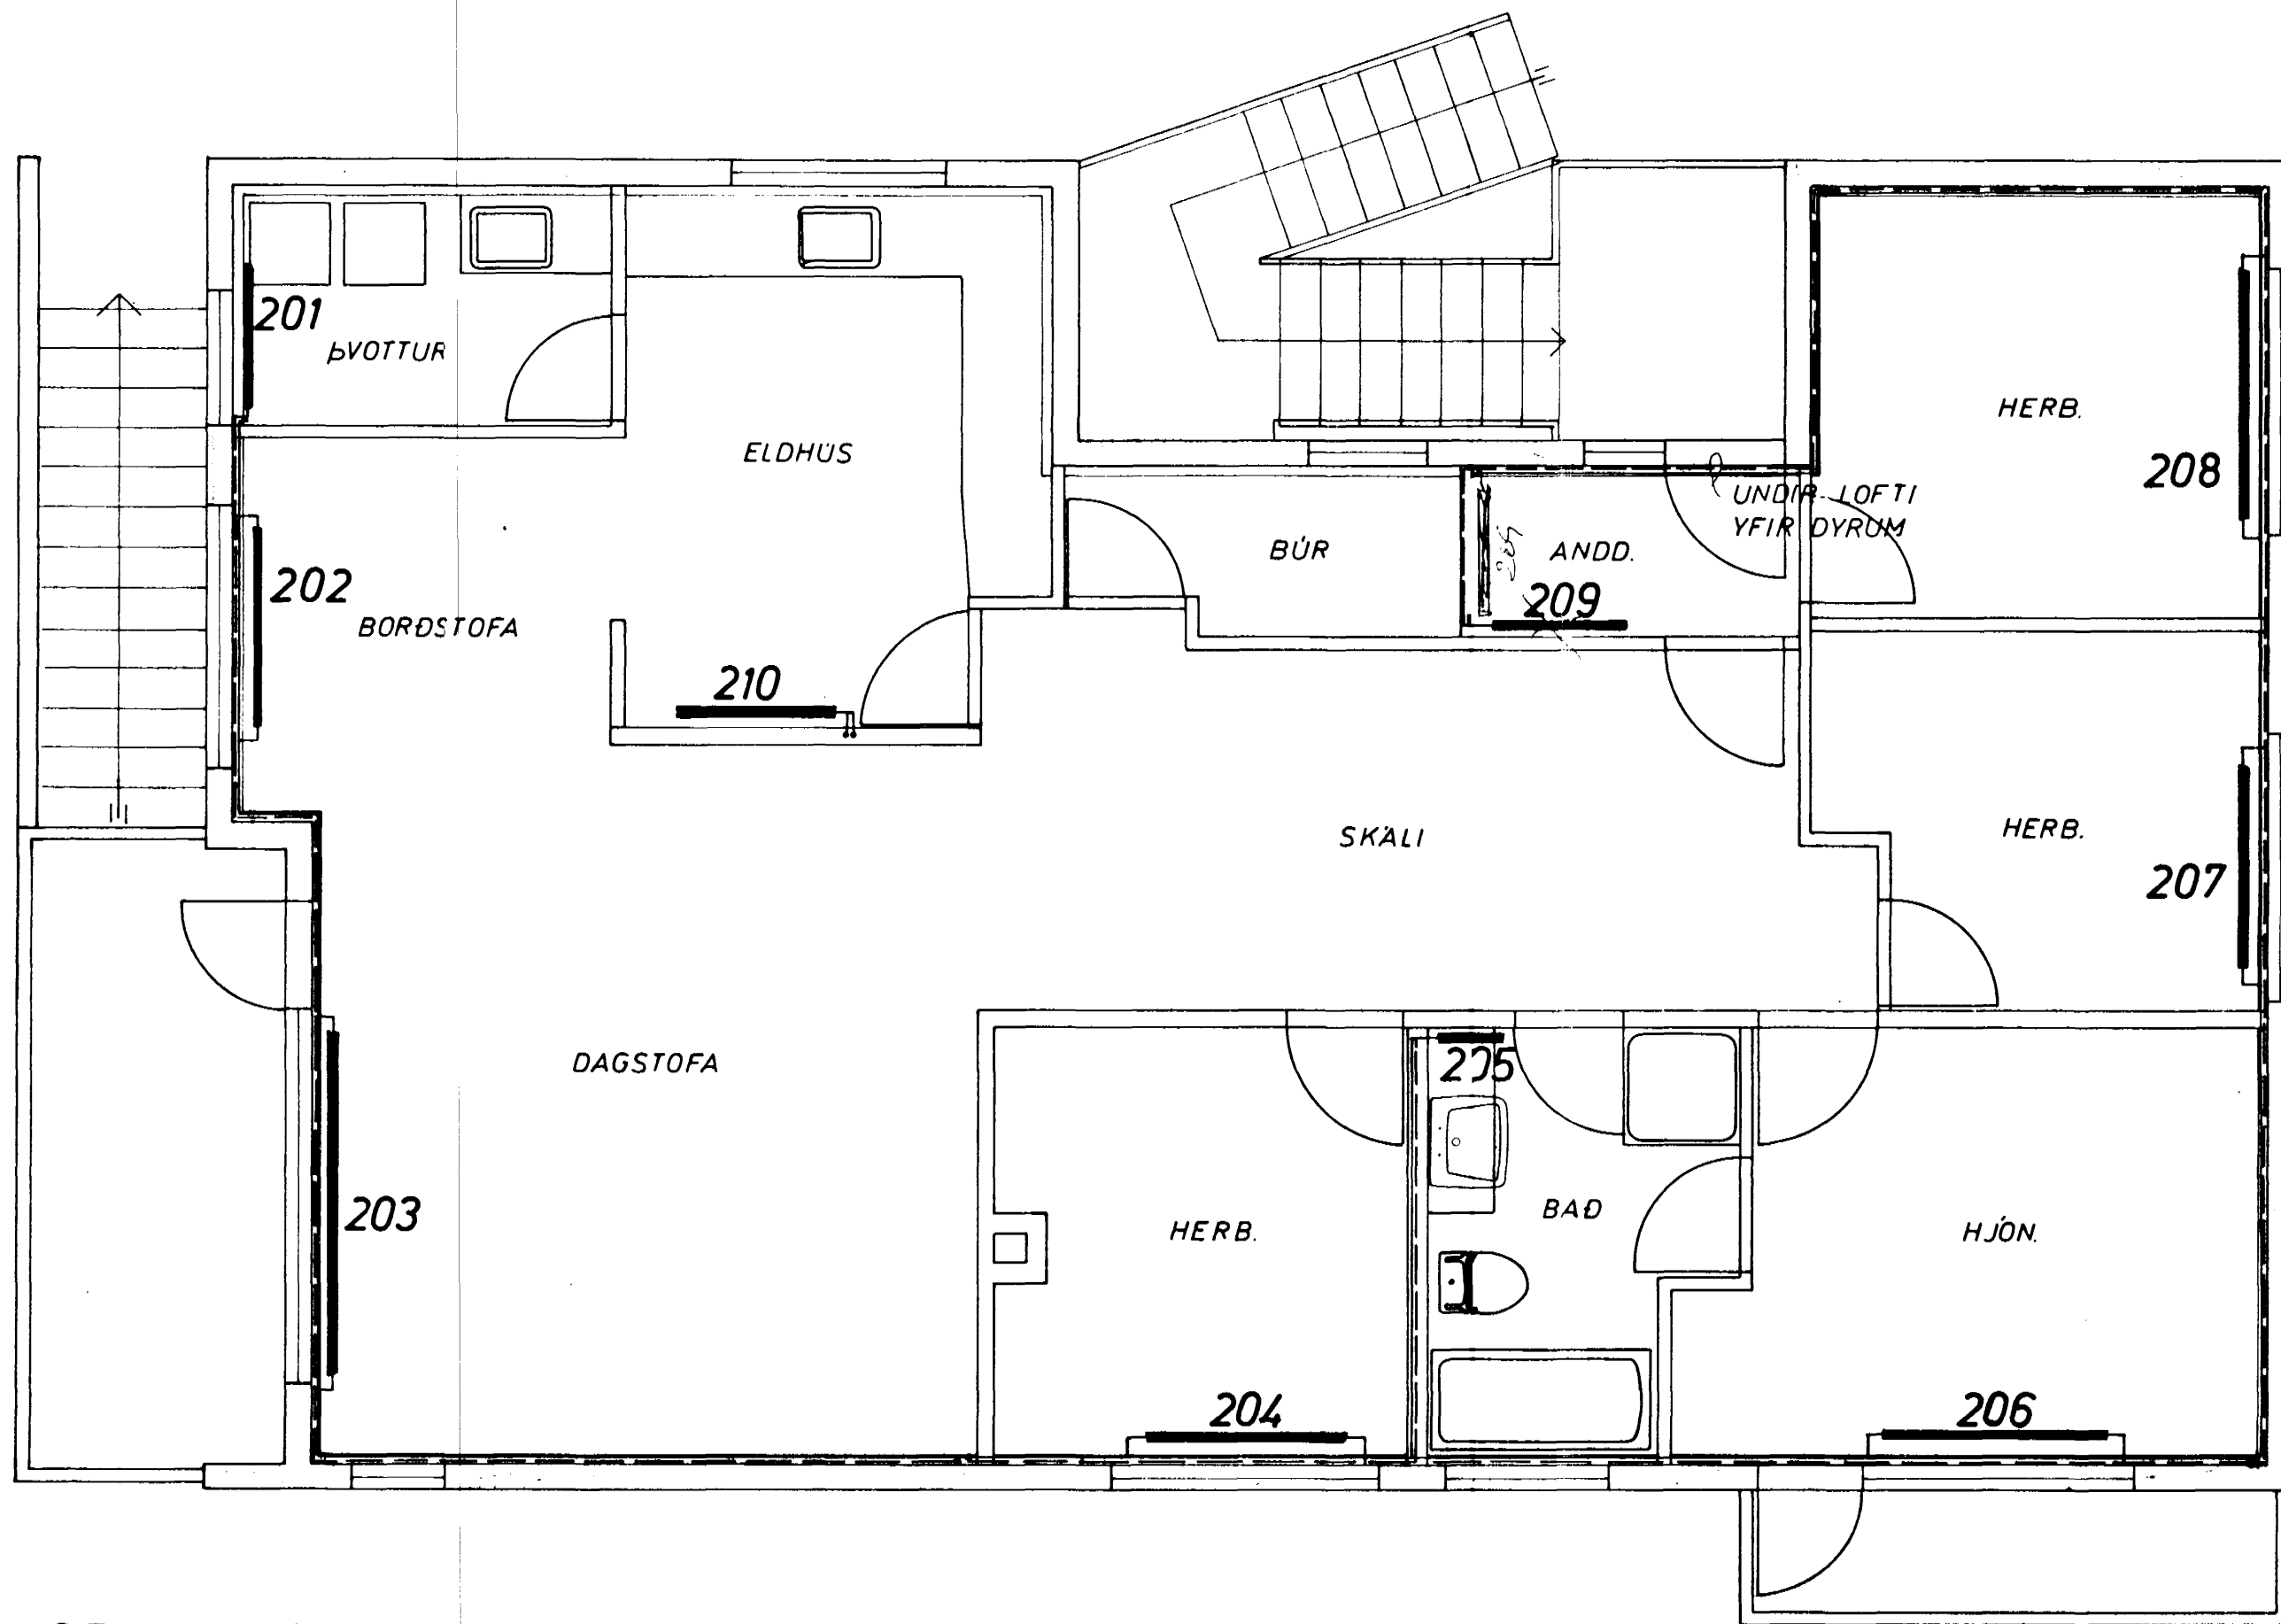 201
ÞVOTTUR
ELDHÚS
HERB.
208
UNDIR LOFTI
YFIR DYRUM
BÚR
ANDD.
209
209
202
BORÐSTOFA
210
SKÁLI
HERB.
207
DAGSTOFA
205
203
HERB.
BAÐ
HJÓN.
204
206